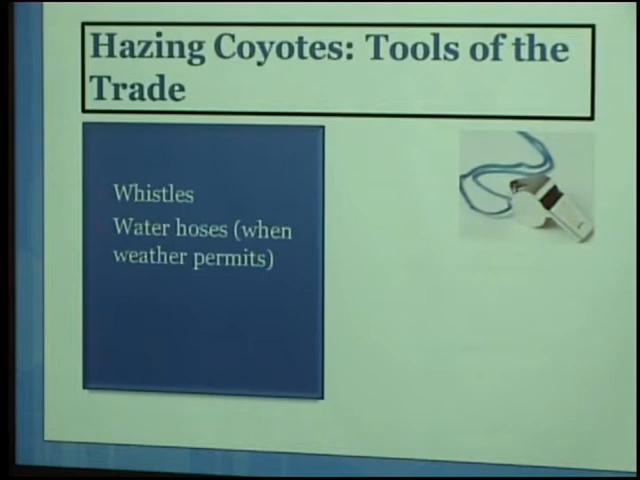 Hazing Coyotes: Tools of the
Trade
Whistles
Water hoses (when
weather permits)